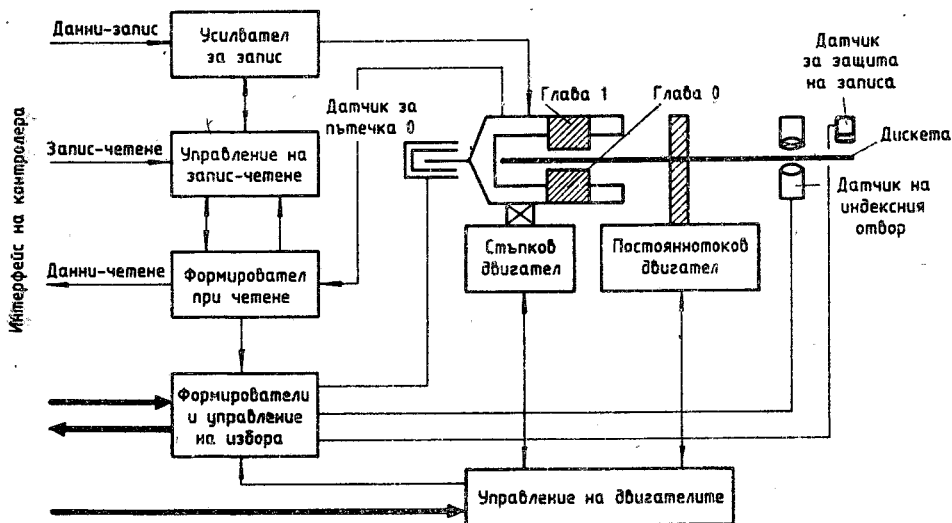 Данни-запис
Усилвател
за запис
Датчик
за защита
на записа
Датчик за
пътечка 0
Глава 1
Глава 0
Дискета
Запис-четене
Управление на
запис-четене
Датчик на
индексния
отвор
Стъпков
двигател
Постояннотоков
двигател
Данни-четене
Формировател
при четене
Интерфейс на контролера
Формирователи
и управление
на избора
Управление на двигателите